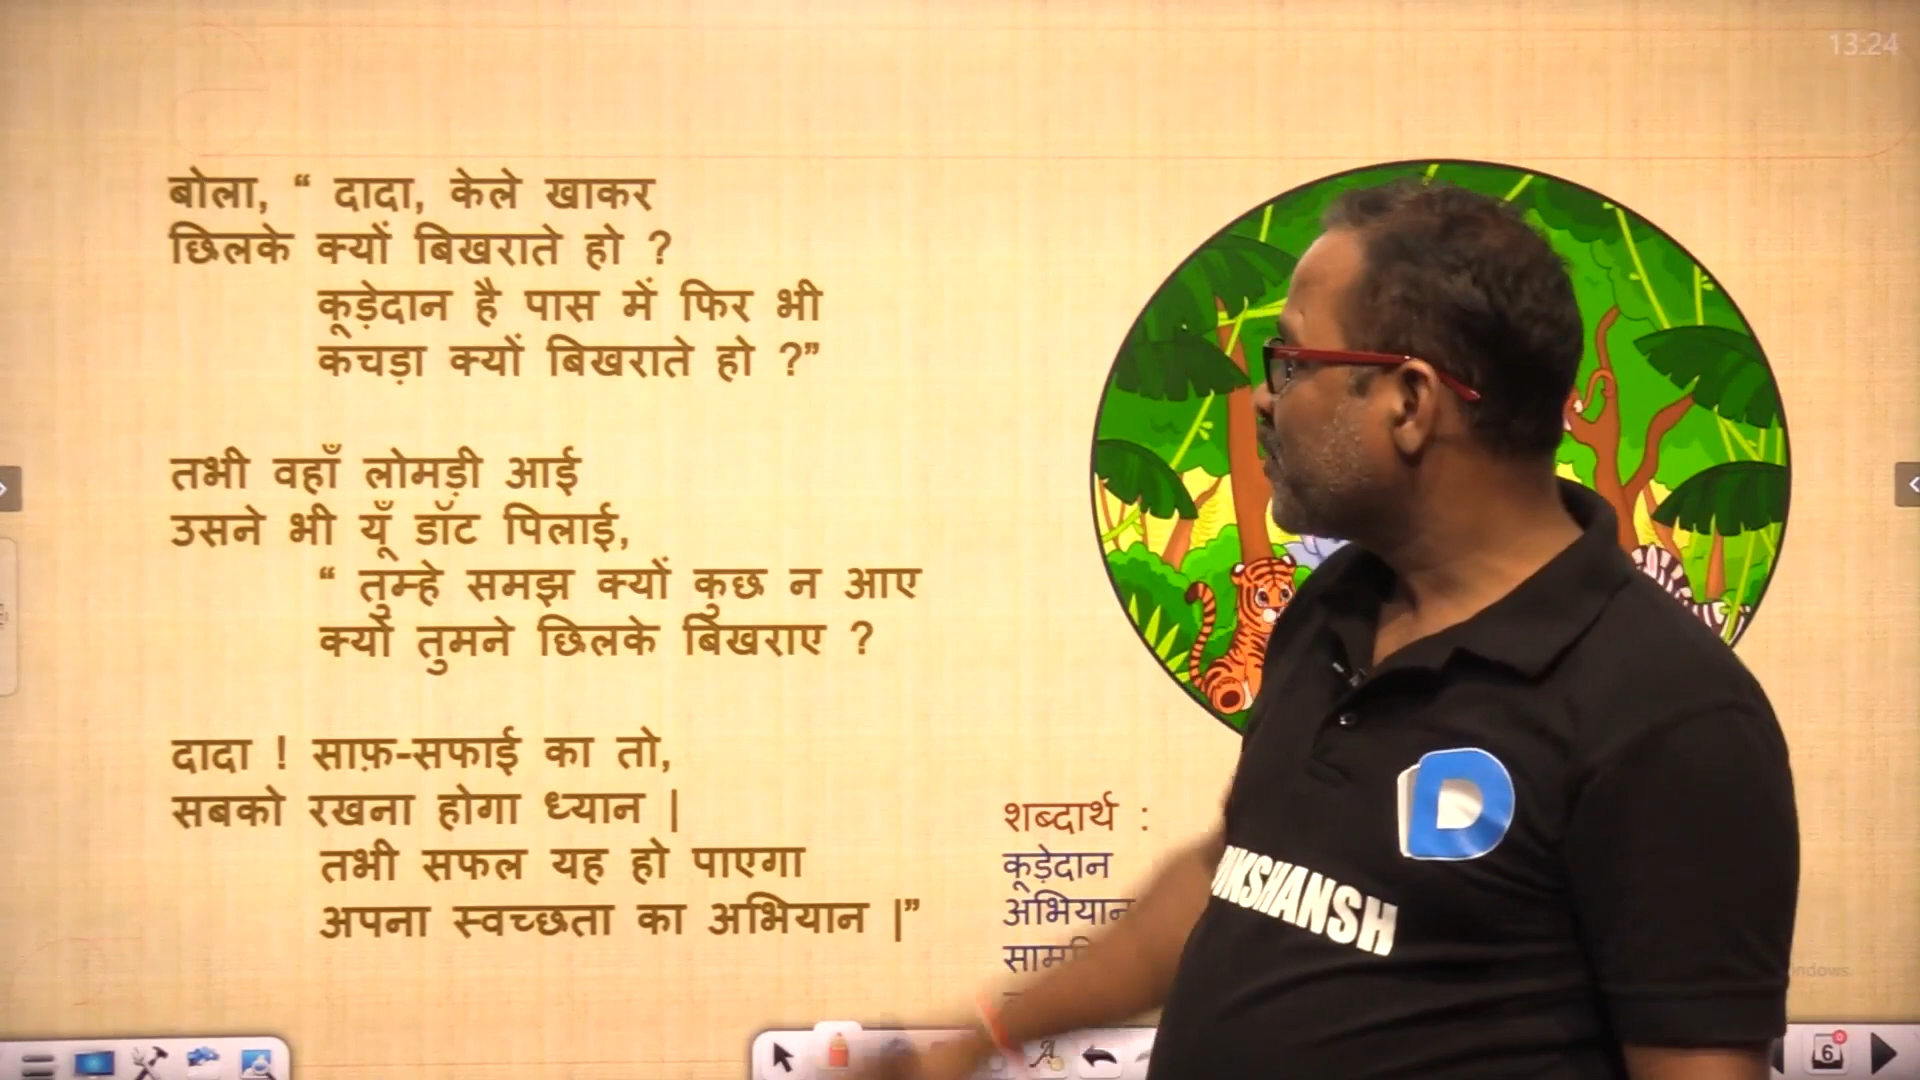 13:24
बोला, “ दादा, केले खाकर
छिलके क्यों बिखराते हो ?
कूड़ेदान है पास में फिर भी
कचड़ा क्यों बिखराते हो ?”
तभी वहाँ लोमड़ी आई
उसने भी यूँ डॉट पिलाई,
“ तुम्हे समझ क्यों कुछ न आए
क्यों तुमने छिलके बिखराए ?
दादा ! साफ़-सफाई का तो,
सबको रखना होगा ध्यान |
तभी सफल यह हो पाएगा
अपना स्वच्छता का अभियान |”
शब्दार्थ :
कूड़ेदान
अभियान
D
6